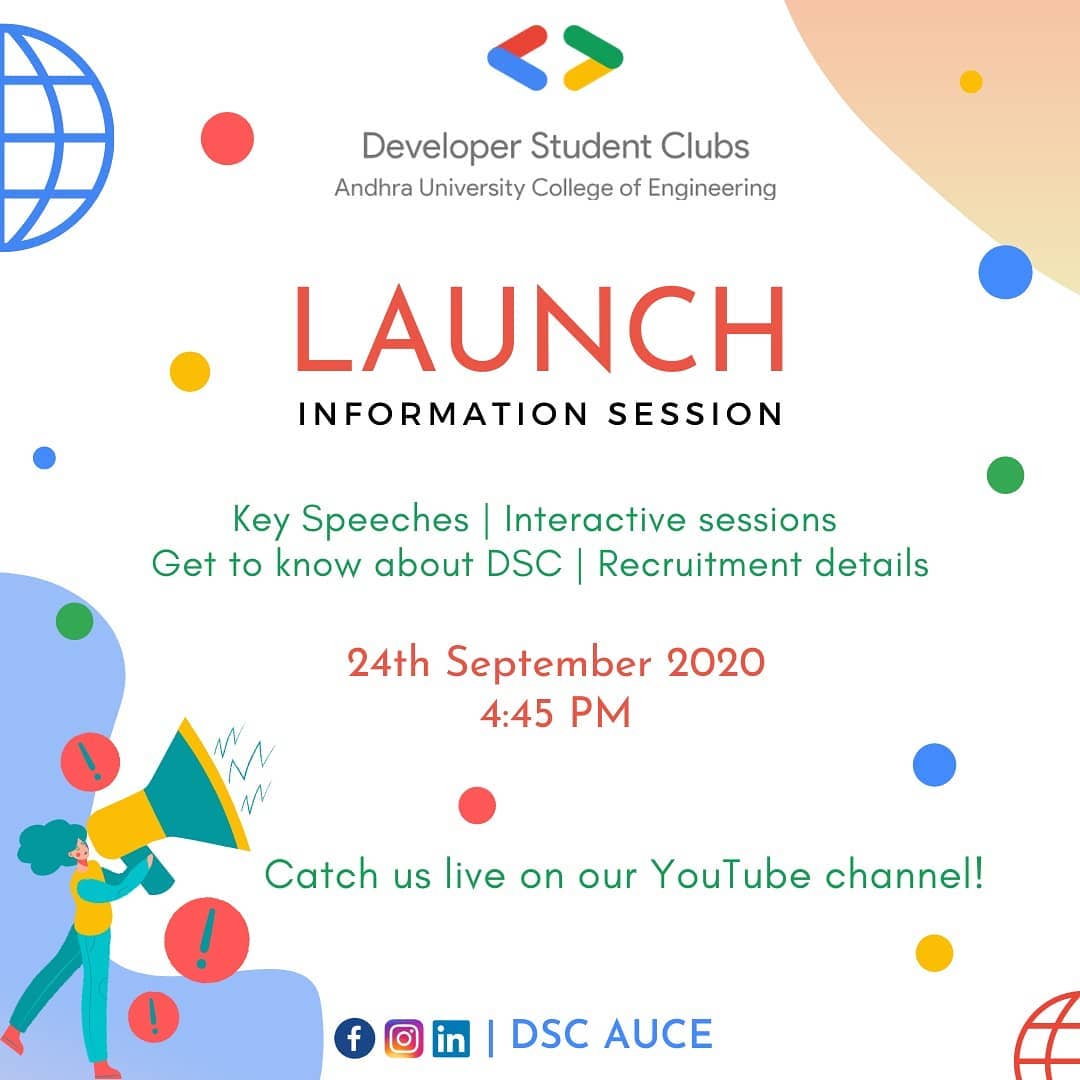 Developer Student Clubs
Andhra University College of Engineering
LAUNCH
INFORMATION SESSION
Key Speeches | Interactive sessions
Get to know about DSC | Recruitment details
24th September 2020
4:45 PM
Catch us live on our YouTube channel!
| DSC AUCE